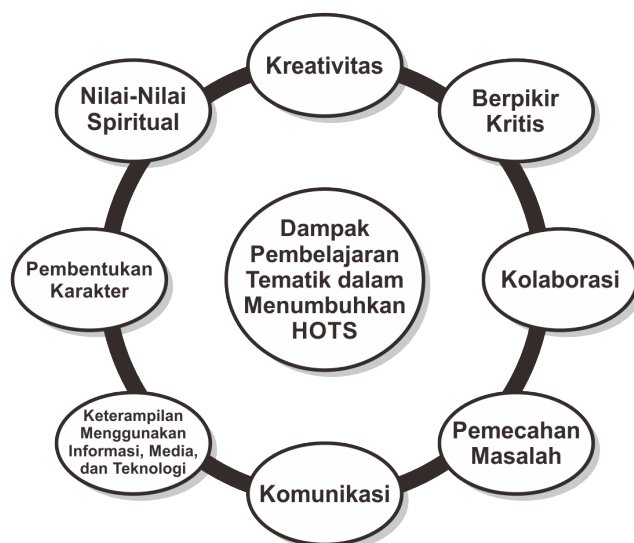 Kreativitas
Berpikir
Kritis
Kolaborasi
Pemecahan
Masalah
Komunikasi
Keterampilan
Menggunakan
Informasi, Media,
dan Teknologi
Pembentukan
Karakter
Nilai-Nilai
Spiritual
Dampak
Pembelajaran
Tematik dalam
Menumbuhkan
HOTS